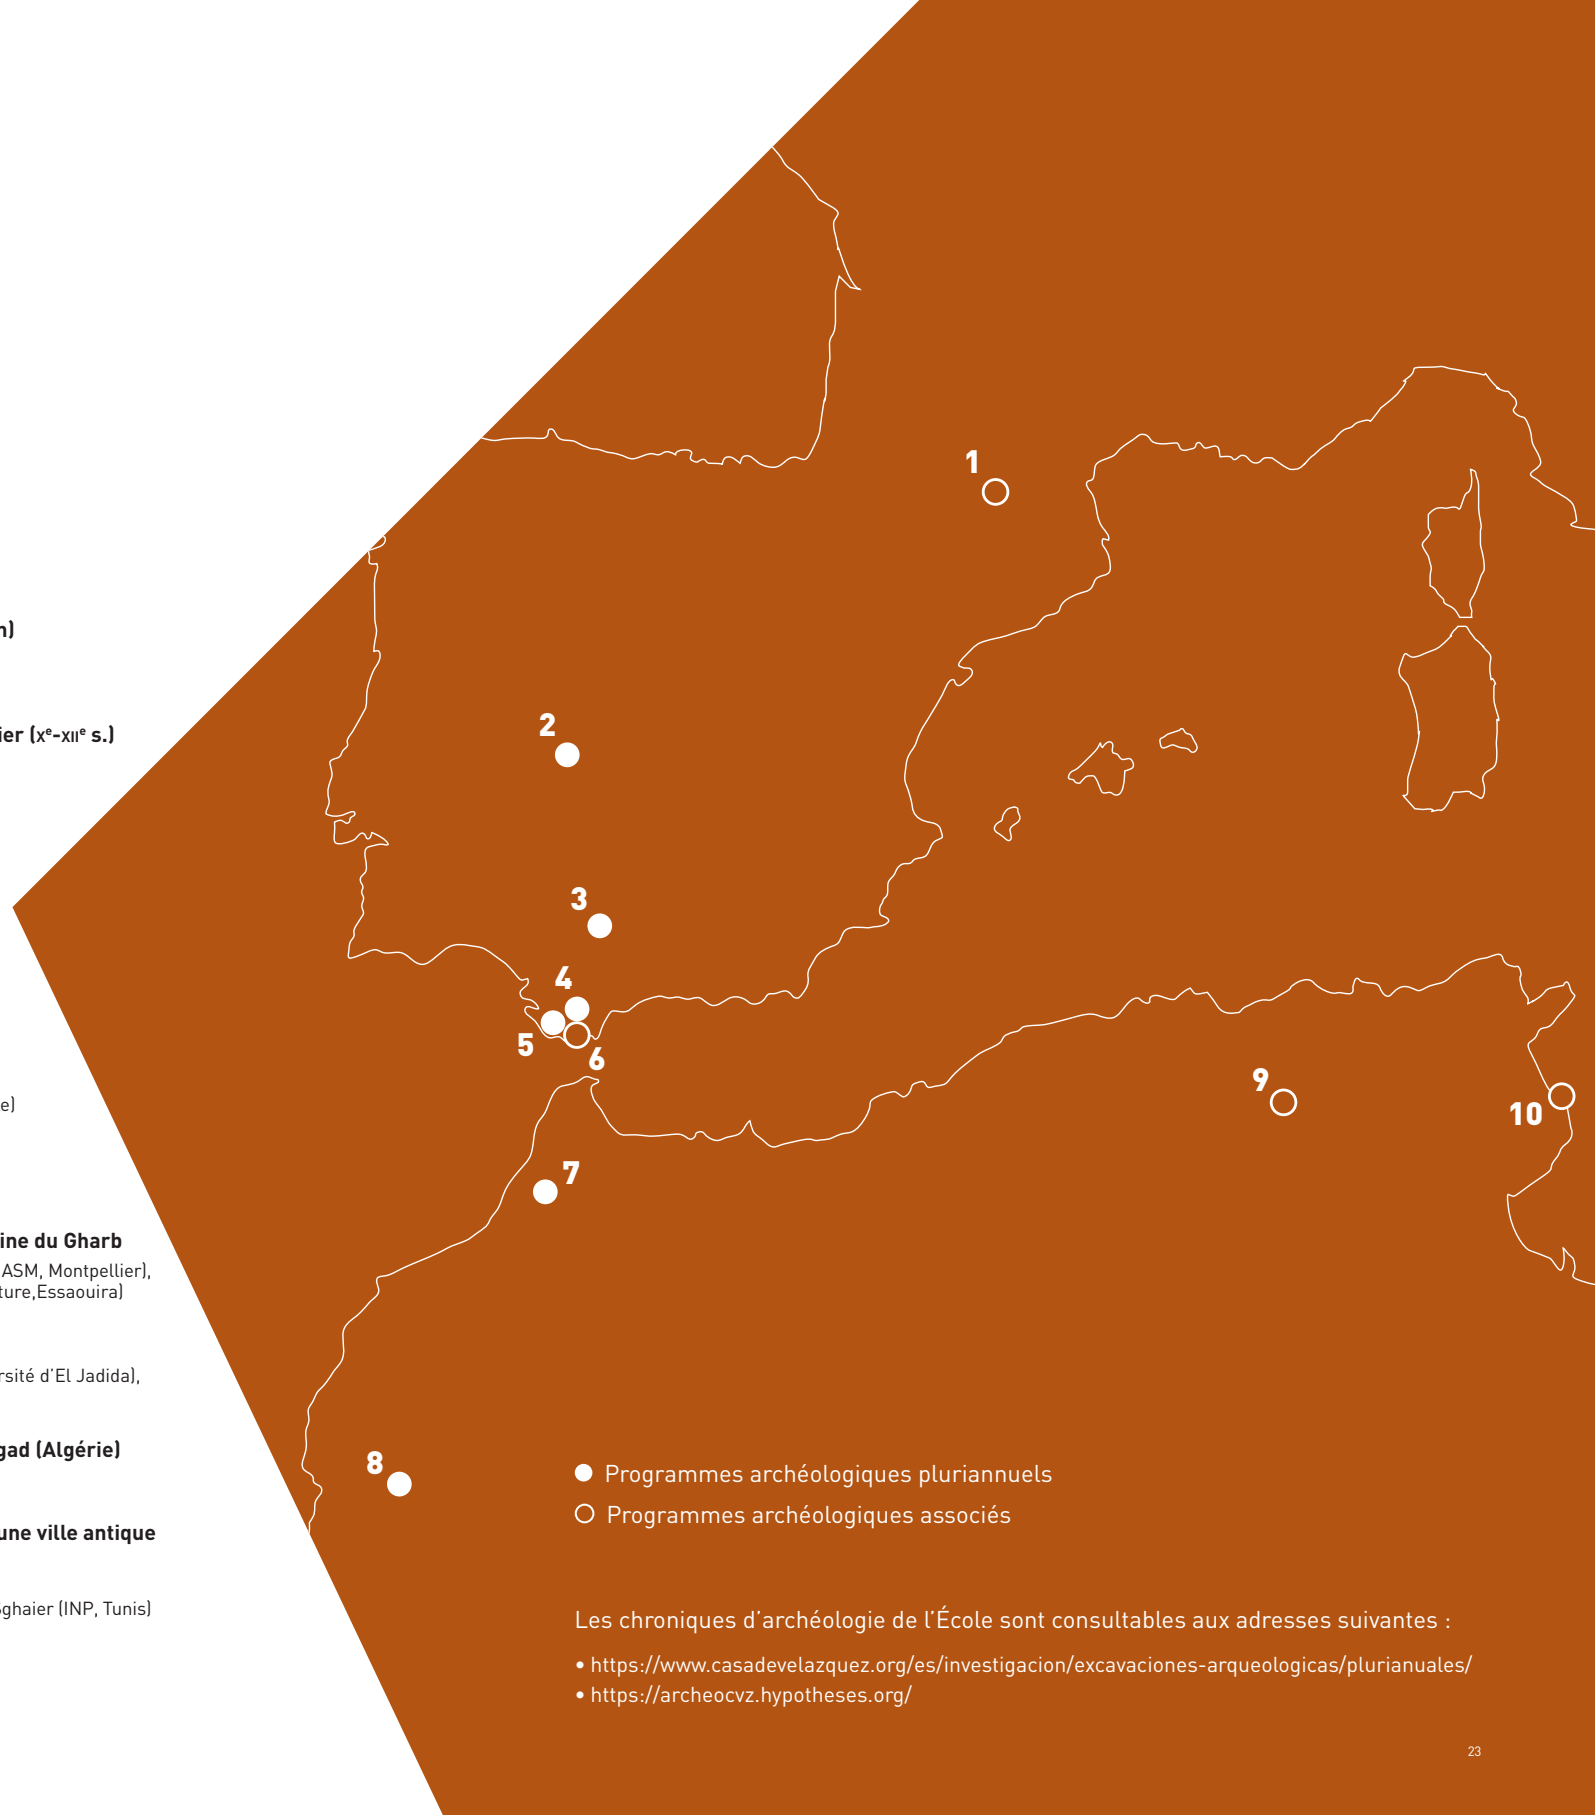 n)
ier (xᵉ-xııᵉ s.)
e)
ine du Gharb
ASM, Montpellier),
ture,Essaouira)
rsité d'El Jadida),
gad (Algérie)
une ville antique
Sghaier (INP, Tunis)
1
2
3
4
5
6
7
8
9
10
Programmes archéologiques pluriannuels
Programmes archéologiques associés
Les chroniques d'archéologie de l'École sont consultables aux adresses suivantes :
• https://www.casadevelazquez.org/es/investigacion/excavaciones-arqueologicas/plurianuales/
• https://archeocvz.hypotheses.org/
23